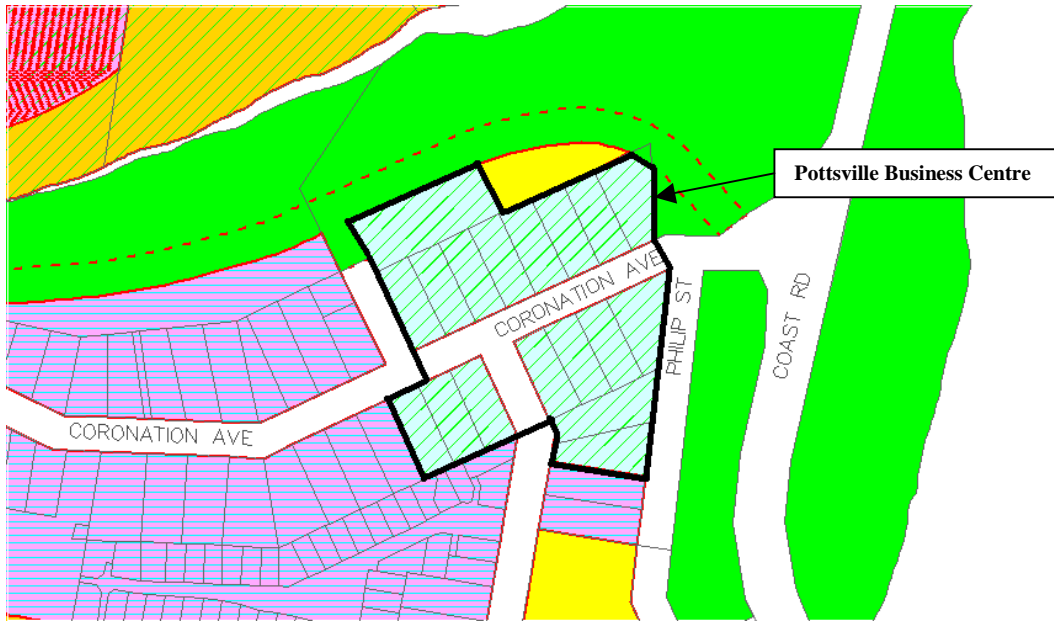 Pottsville Business Centre
CORONATION AVE
PHILIP ST
COAST RD
CORONATION AVE